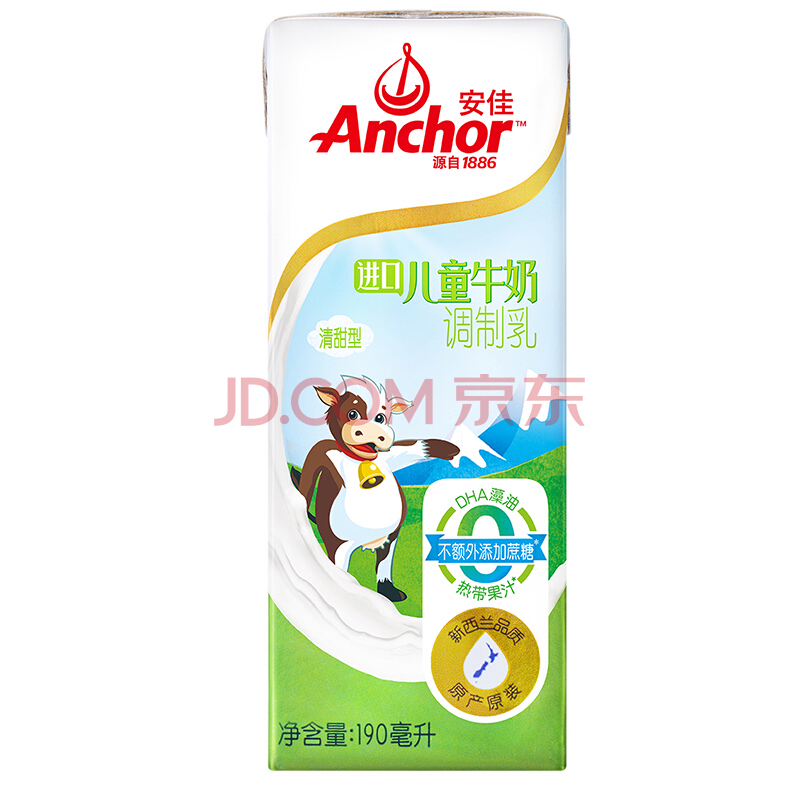 安佳
Anchor™
源自1886
进口儿童牛奶
调制乳
清甜型
JD.COM 京东
DHA藻油
0
不额外添加蔗糖*
热带果汁*
新西兰品质
原产原装
净含量:190毫升